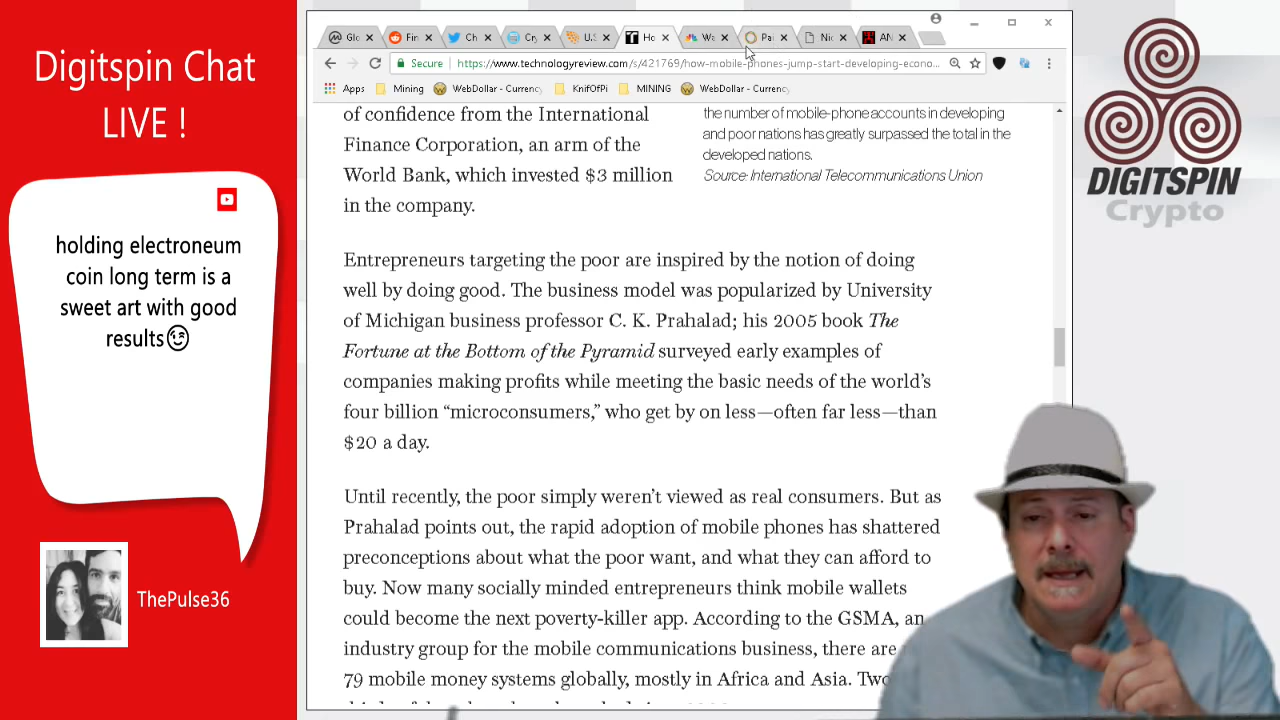 Digitspin Chat
LIVE !
holding electroneum
coin long term is a
sweet art with good
results😉
ThePulse36
Glo
Fin
Ch
Cry
U.S
Ho
Wa
Pai
Nic
AN
Secure
https://www.technologyreview.com/s/421769/how-mobile-phones-jump-start-developing-econo...
Apps
Mining
WebDollar - Currency
KnifOfPi
MINING
WebDollar - Currency
of confidence from the International
Finance Corporation, an arm of the
World Bank, which invested $3 million
in the company.
the number of mobile-phone accounts in developing
and poor nations has greatly surpassed the total in the
developed nations.
Source: International Telecommunications Union
Entrepreneurs targeting the poor are inspired by the notion of doing
well by doing good. The business model was popularized by University
of Michigan business professor C. K. Prahalad; his 2005 book The
Fortune at the Bottom of the Pyramid surveyed early examples of
companies making profits while meeting the basic needs of the world’s
four billion “microconsumers,” who get by on less—often far less—than
$20 a day.
Until recently, the poor simply weren’t viewed as real consumers. But as
Prahalad points out, the rapid adoption of mobile phones has shattered
preconceptions about what the poor want, and what they can afford to
buy. Now many socially minded entrepreneurs think mobile wallets
could become the next poverty-killer app. According to the GSMA, an
industry group for the mobile communications business, there are
79 mobile money systems globally, mostly in Africa and Asia. Two
DIGITSPIN
Crypto